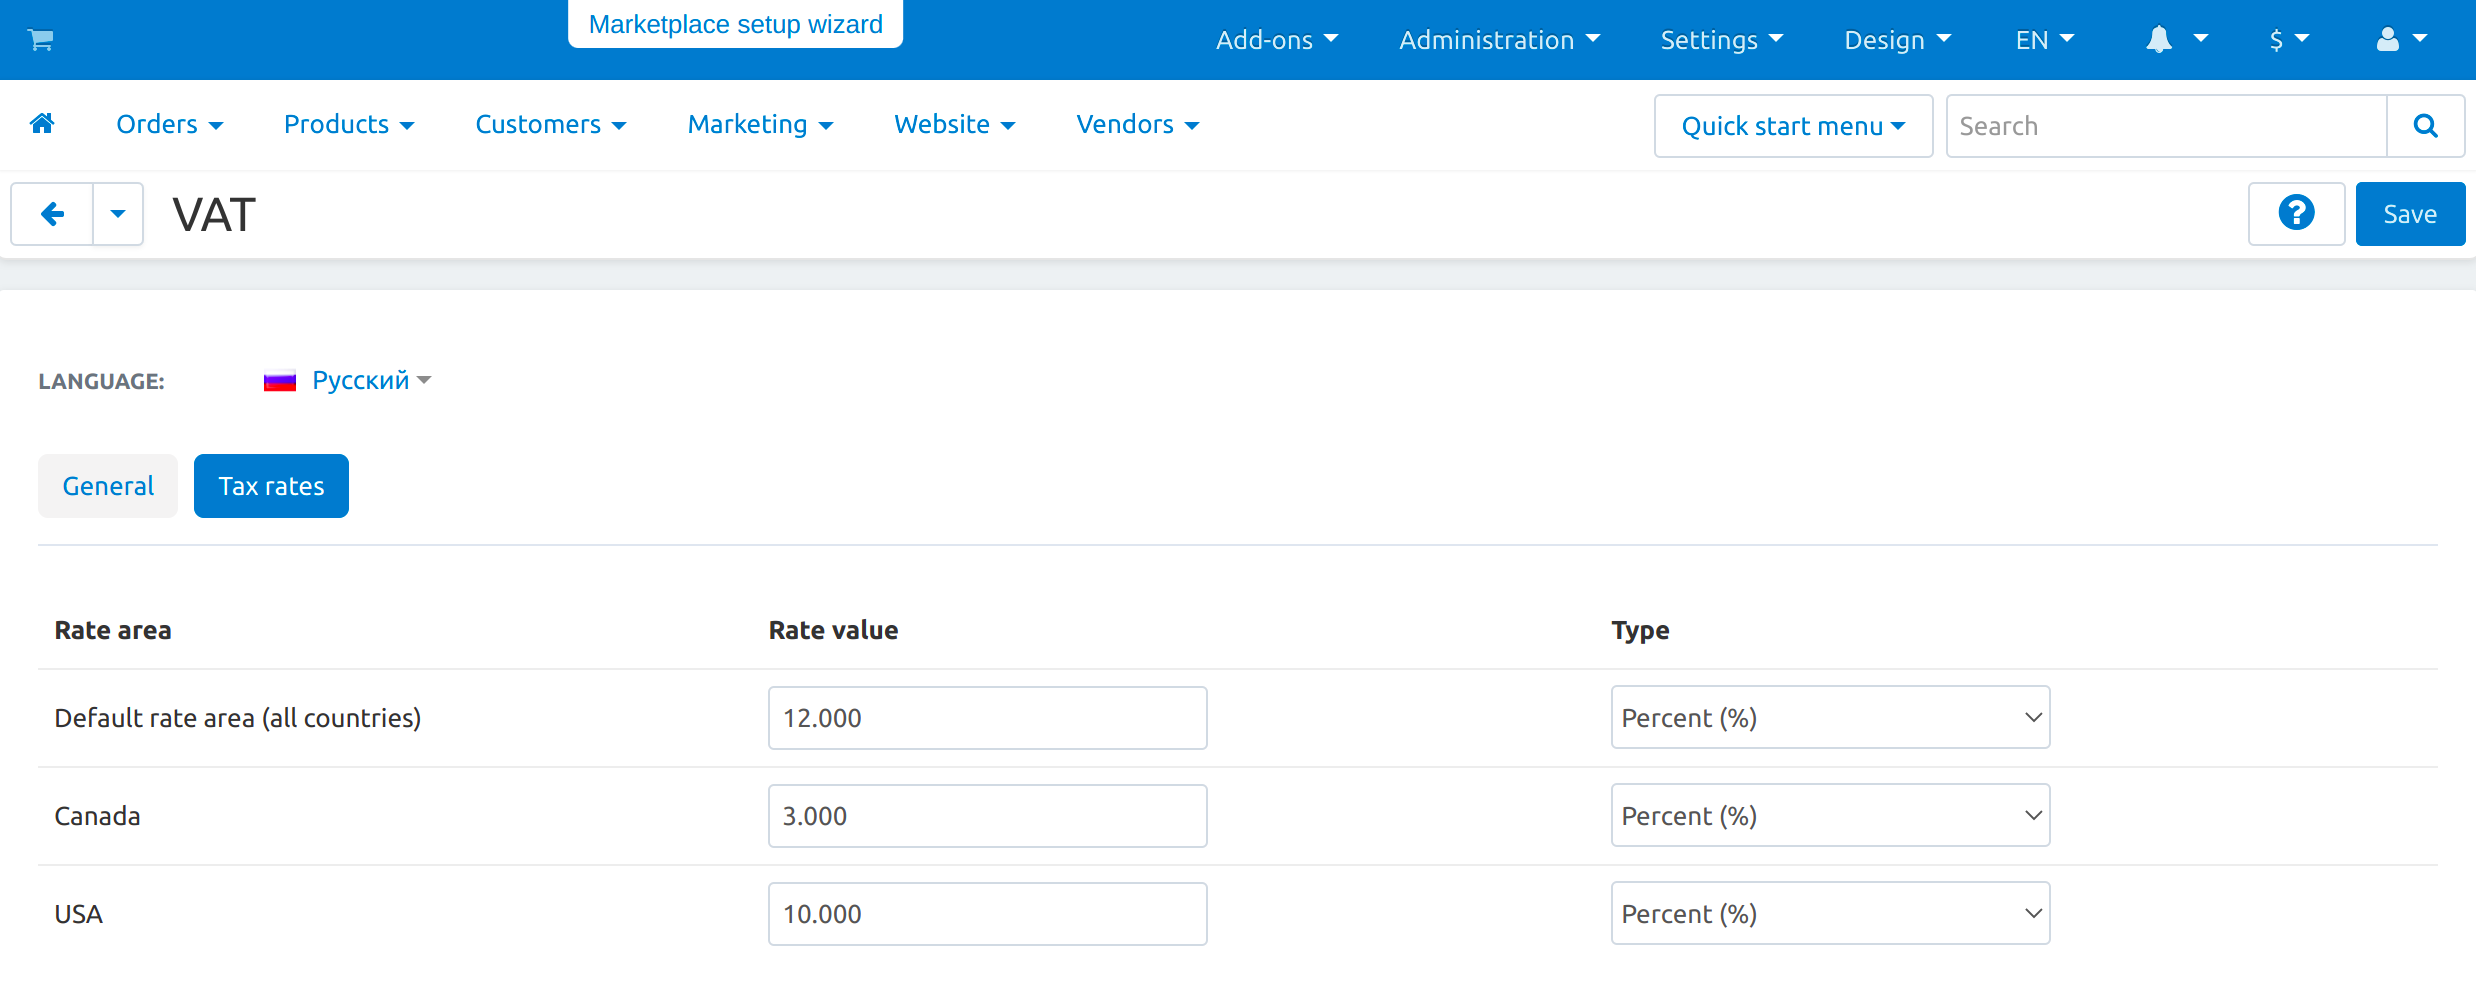 Marketplace setup wizard
Add-ons Administration Settings Design EN $
Orders Products Customers Marketing Website Vendors Quick start menu Search
VAT ? Save
LANGUAGE: Русский
General Tax rates
Rate area Rate value Type
Default rate area (all countries) 12.000 Percent (%)
Canada 3.000 Percent (%)
USA 10.000 Percent (%)